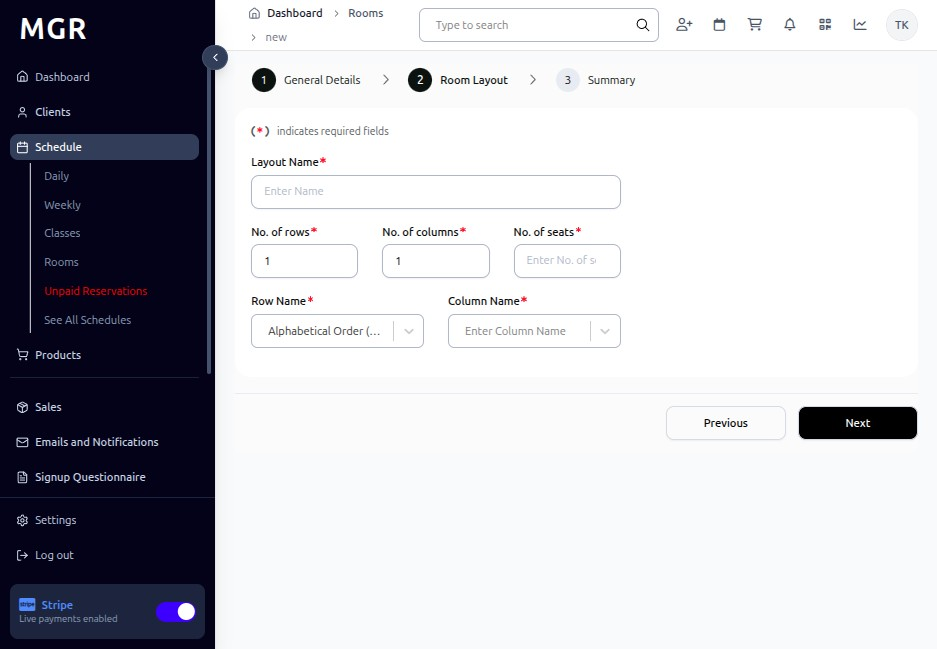 MGR
Dashboard
Clients
Schedule
Daily
Weekly
Classes
Rooms
Unpaid Reservations
See All Schedules
Products
Sales
Emails and Notifications
Signup Questionnaire
Settings
Log out
stripe Stripe
Live payments enabled
Dashboard > Rooms
> new
Type to search
TK
1 General Details > 2 Room Layout > 3 Summary
(*) indicates required fields
Layout Name*
Enter Name
No. of rows* No. of columns* No. of seats*
1 1 Enter No. of s
Row Name* Column Name*
Alphabetical Order (... Enter Column Name
Previous Next